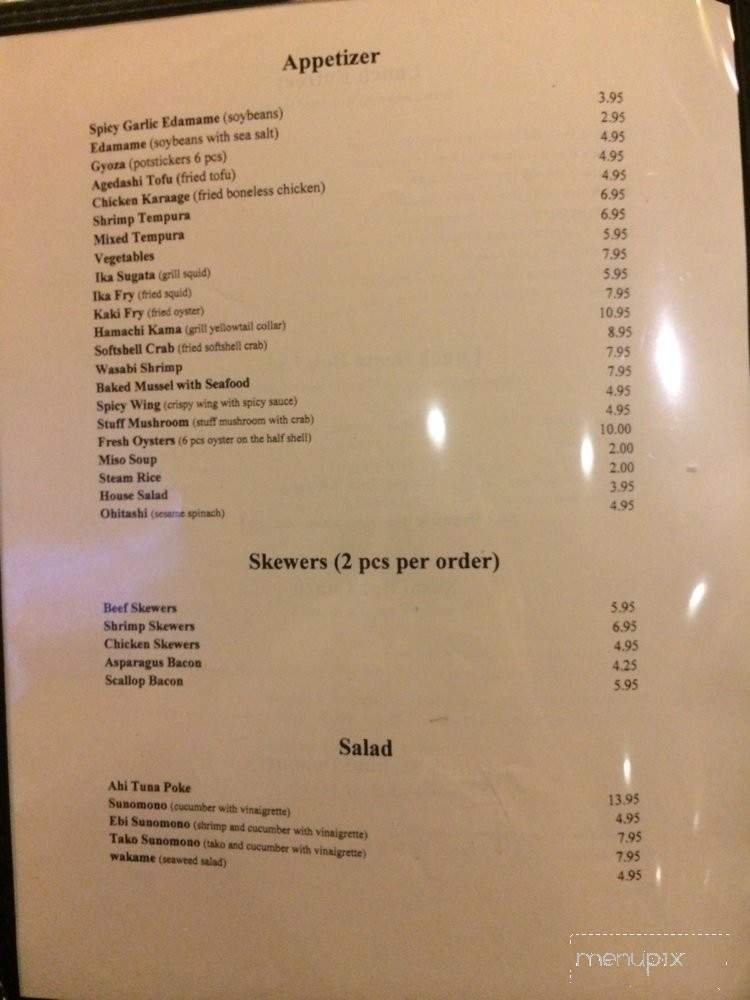 Appetizer
Spicy Garlic Edamame (soybeans) 3.95
Edamame (soybeans with sea salt) 2.95
Gyoza (potstickers 6 pcs) 4.95
Agedashi Tofu (fried tofu) 4.95
Chicken Karaage (fried boneless chicken) 4.95
Shrimp Tempura 6.95
Mixed Tempura 6.95
Vegetables 5.95
Ika Sugata (grill squid) 7.95
Ika Fry (fried squid) 5.95
Kaki Fry (fried oyster) 7.95
Hamachi Kama (grill yellowtail collar) 10.95
Softshell Crab (fried softshell crab) 8.95
Wasabi Shrimp 7.95
Baked Mussel with Seafood 7.95
Spicy Wing (crispy wing with spicy sauce) 4.95
Stuff Mushroom (stuff mushroom with crab) 4.95
Fresh Oysters (6 pcs oyster on the half shell) 10.00
Miso Soup 2.00
Steam Rice 2.00
House Salad 3.95
Ohitashi (sesame spinach) 4.95
Skewers (2 pcs per order)
Beef Skewers 5.95
Shrimp Skewers 6.95
Chicken Skewers 4.95
Asparagus Bacon 4.25
Scallop Bacon 5.95
Salad
Ahi Tuna Poke 13.95
Sunomono (cucumber with vinaigrette) 4.95
Ebi Sunomono (shrimp and cucumber with vinaigrette) 7.95
Tako Sunomono (tako and cucumber with vinaigrette) 7.95
wakame (seaweed salad) 4.95
menupix